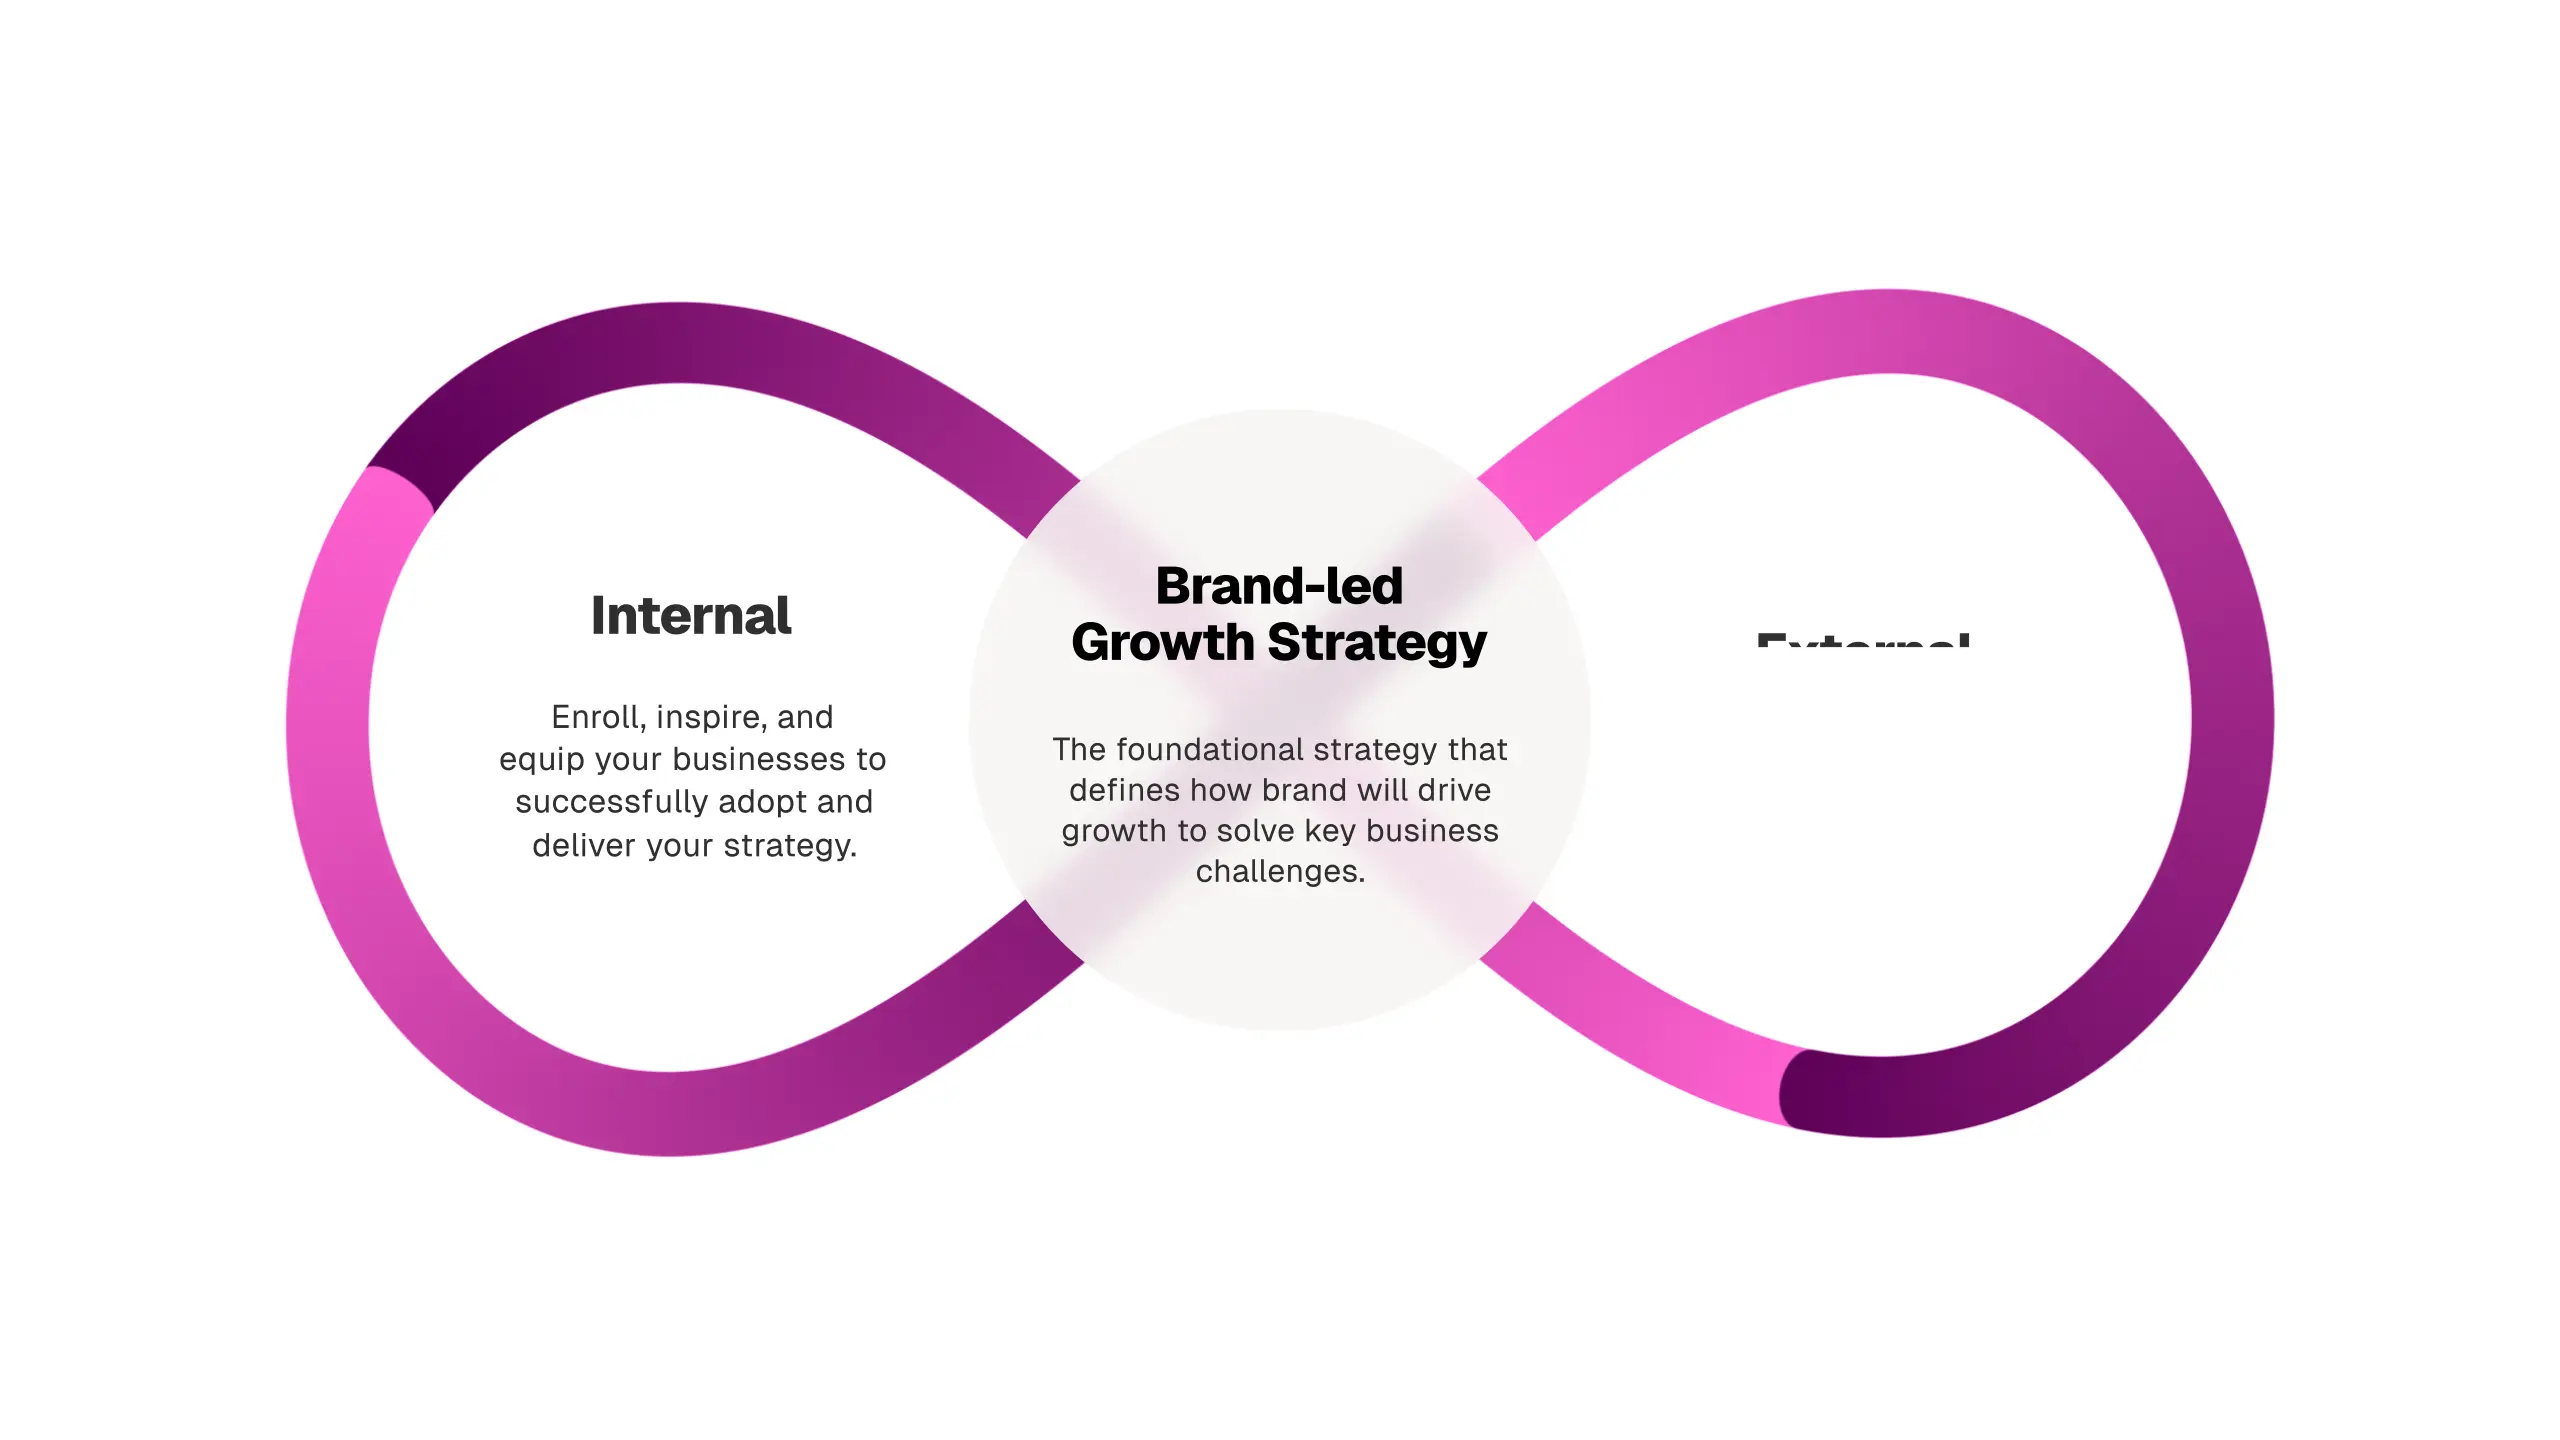 Internal
Enroll, inspire, and
equip your businesses to
successfully adopt and
deliver your strategy.
Brand-led
Growth Strategy
The foundational strategy that
defines how brand will drive
growth to solve key business
challenges.
External